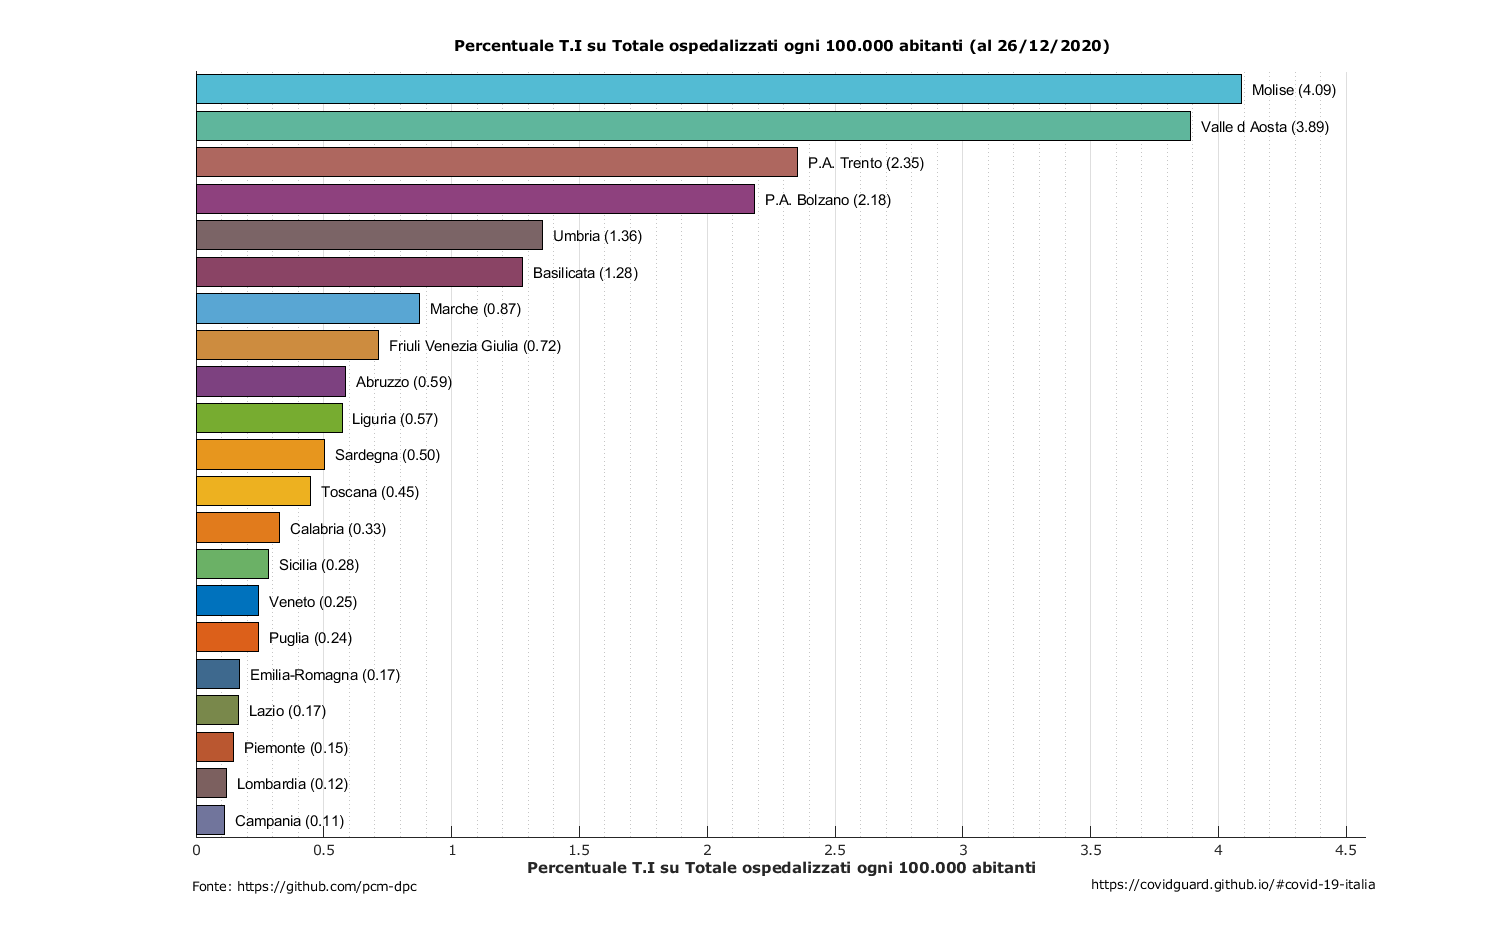 Percentuale T.I su Totale ospedalizzati ogni 100.000 abitanti (al 26/12/2020)
Molise (4.09)
Valle d Aosta (3.89)
P.A. Trento (2.35)
P.A. Bolzano (2.18)
Umbria (1.36)
Basilicata (1.28)
Marche (0.87)
Friuli Venezia Giulia (0.72)
Abruzzo (0.59)
Liguria (0.57)
Sardegna (0.50)
Toscana (0.45)
Calabria (0.33)
Sicilia (0.28)
Veneto (0.25)
Puglia (0.24)
Emilia-Romagna (0.17)
Lazio (0.17)
Piemonte (0.15)
Lombardia (0.12)
Campania (0.11)
0 0.5 1 1.5 2 2.5 3 3.5 4 4.5
Percentuale T.I su Totale ospedalizzati ogni 100.000 abitanti
Fonte: https://github.com/pcm-dpc
https://covidguard.github.io/#covid-19-italia